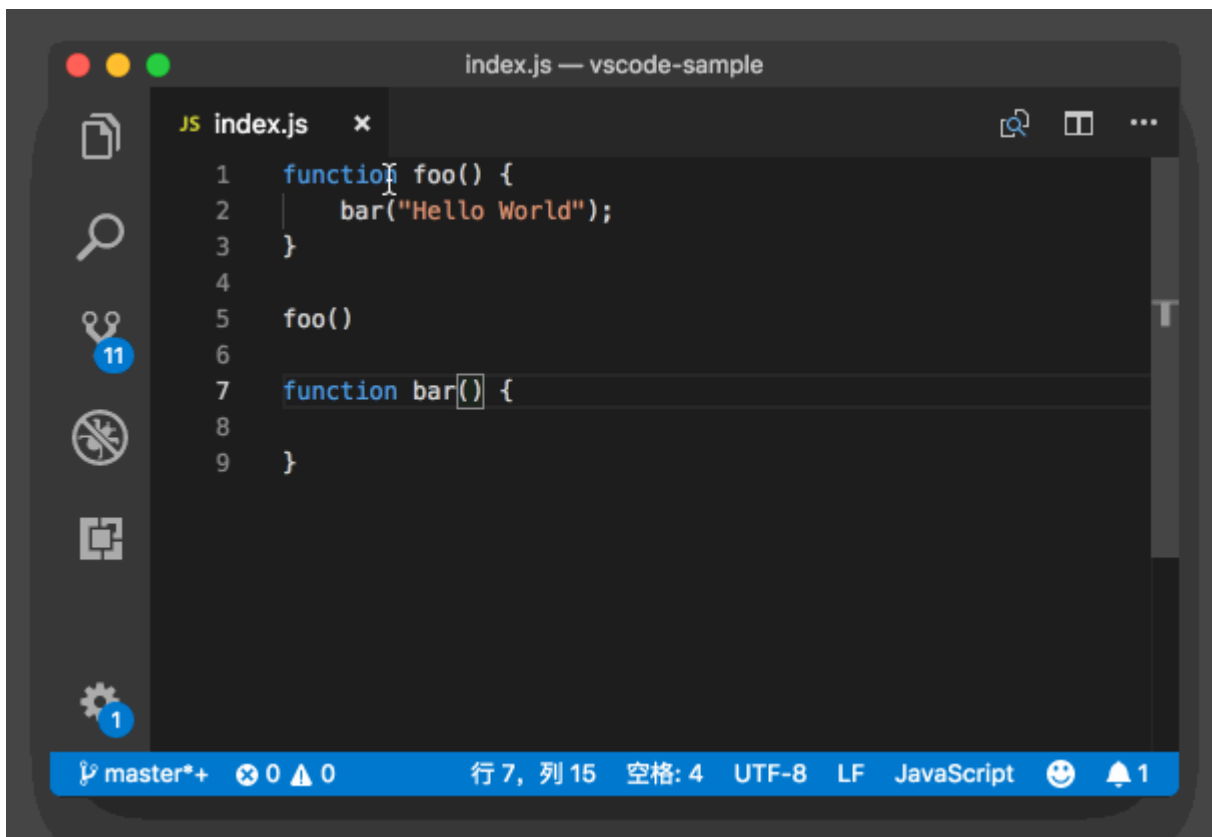 index.js — vscode-sample
JS index.js ×
1 function foo() {
2     bar("Hello World");
3 }
4
5 foo()
6
7 function bar() {
8
9 }
11
1
master*+ 0 0 行 7，列 15 空格: 4 UTF-8 LF JavaScript 1